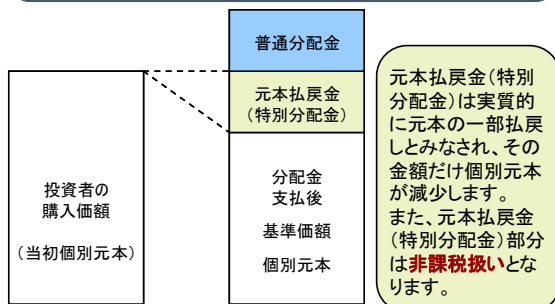 普通分配金
元本払戻金
(特別分配金)
投資者の
購入価額
(当初個別元本)
分配金
支払後
基準価額
個別元本
元本払戻金(特別
分配金)は実質的
に元本の一部払戻
しとみなされ、その
金額だけ個別元本
が減少します。
また、元本払戻金
(特別分配金)部分
は非課税扱いとな
ります。